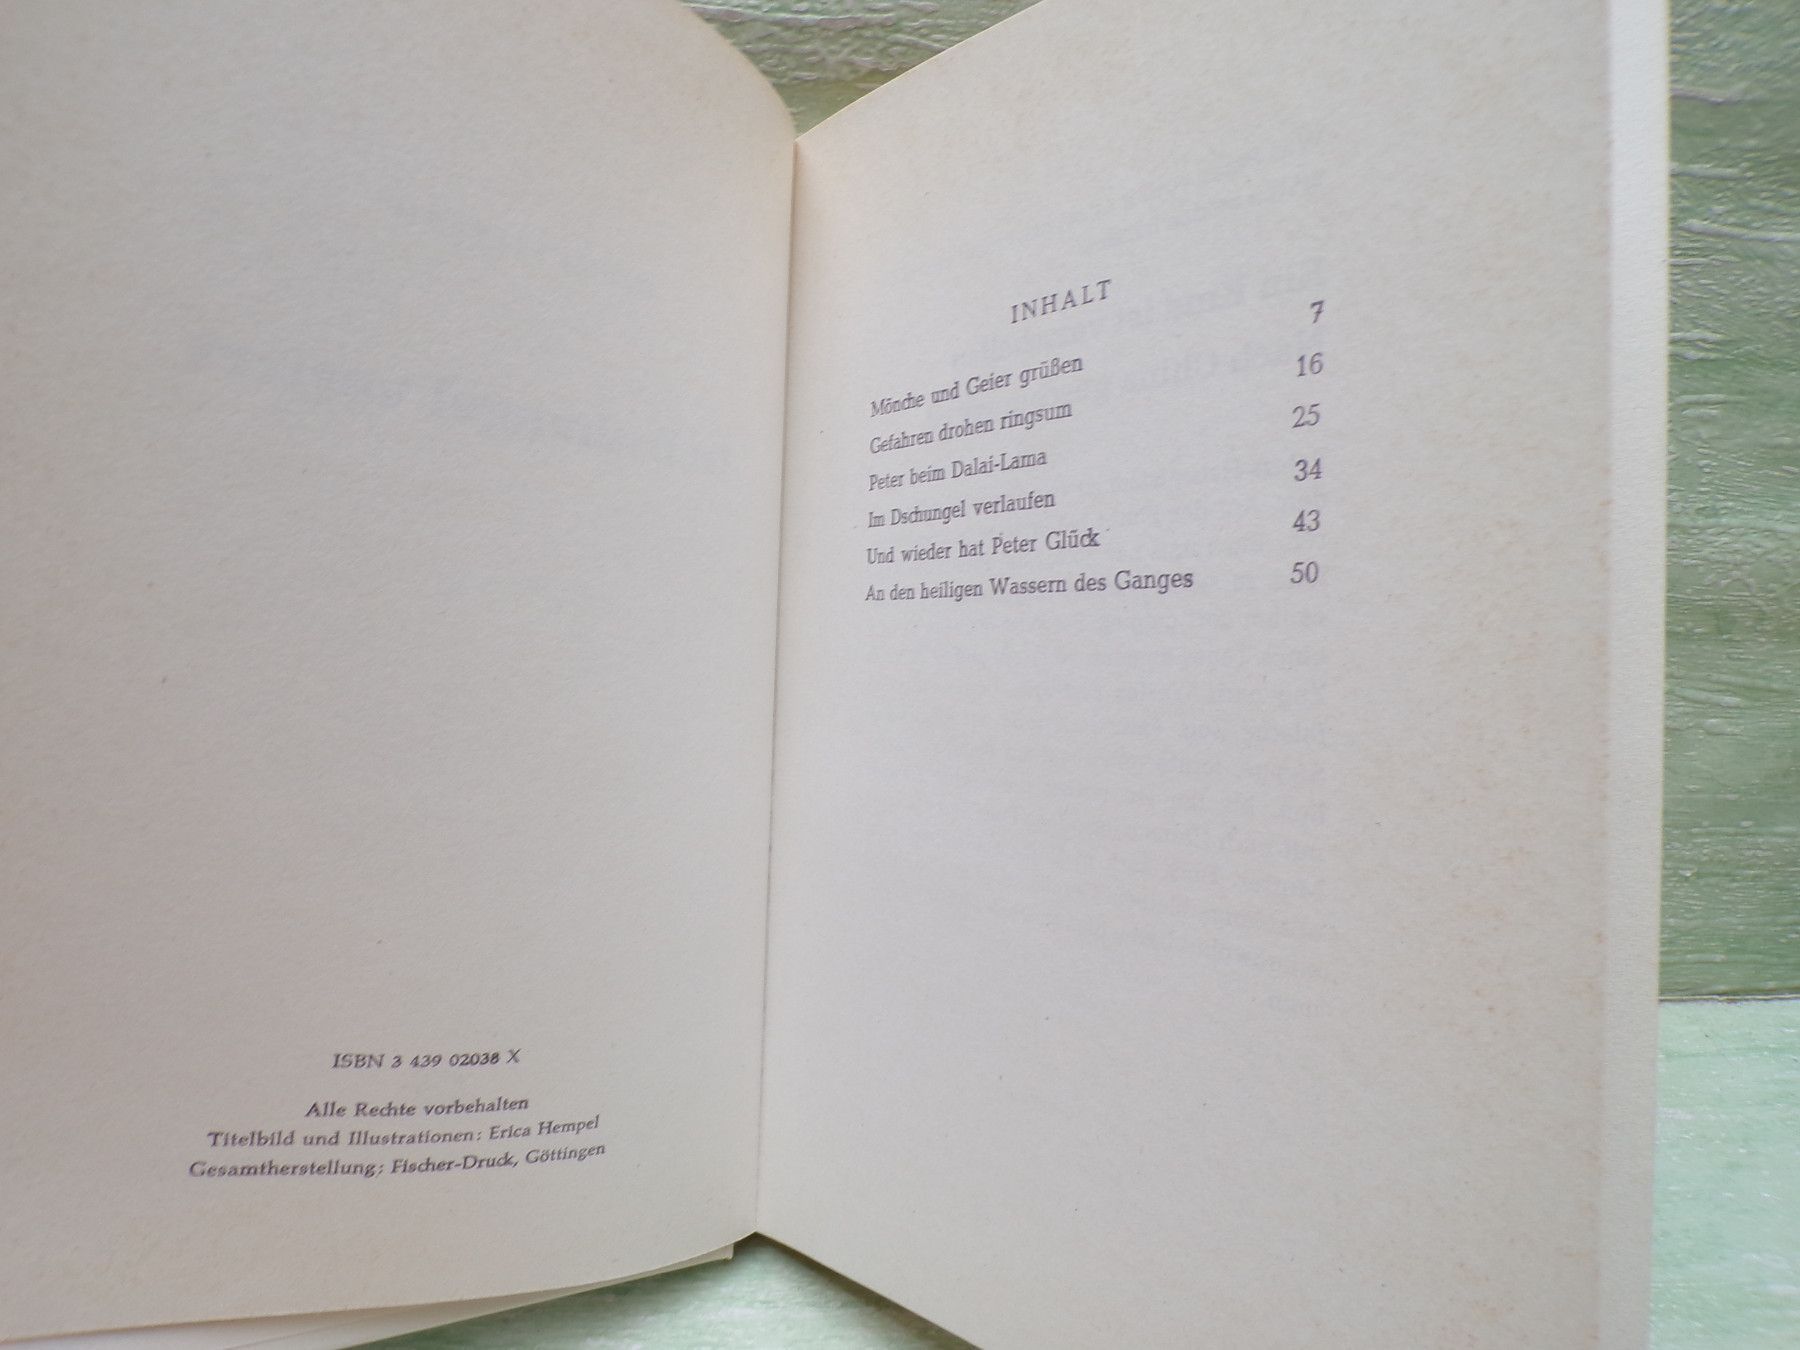 ISBN 3 439 02038 X
Alle Rechte vorbehalten
Titelbild und Illustrationen: Erica Hempel
Gesamtherstellung: Fischer-Druck, Göttingen
INHALT
Mönche und Geier grüßen 7
Gefahren drohen ringsum 16
Peter beim Dalai-Lama 25
Im Dschungel verlaufen 34
Und wieder hat Peter Glück 43
An den heiligen Wassern des Ganges 50